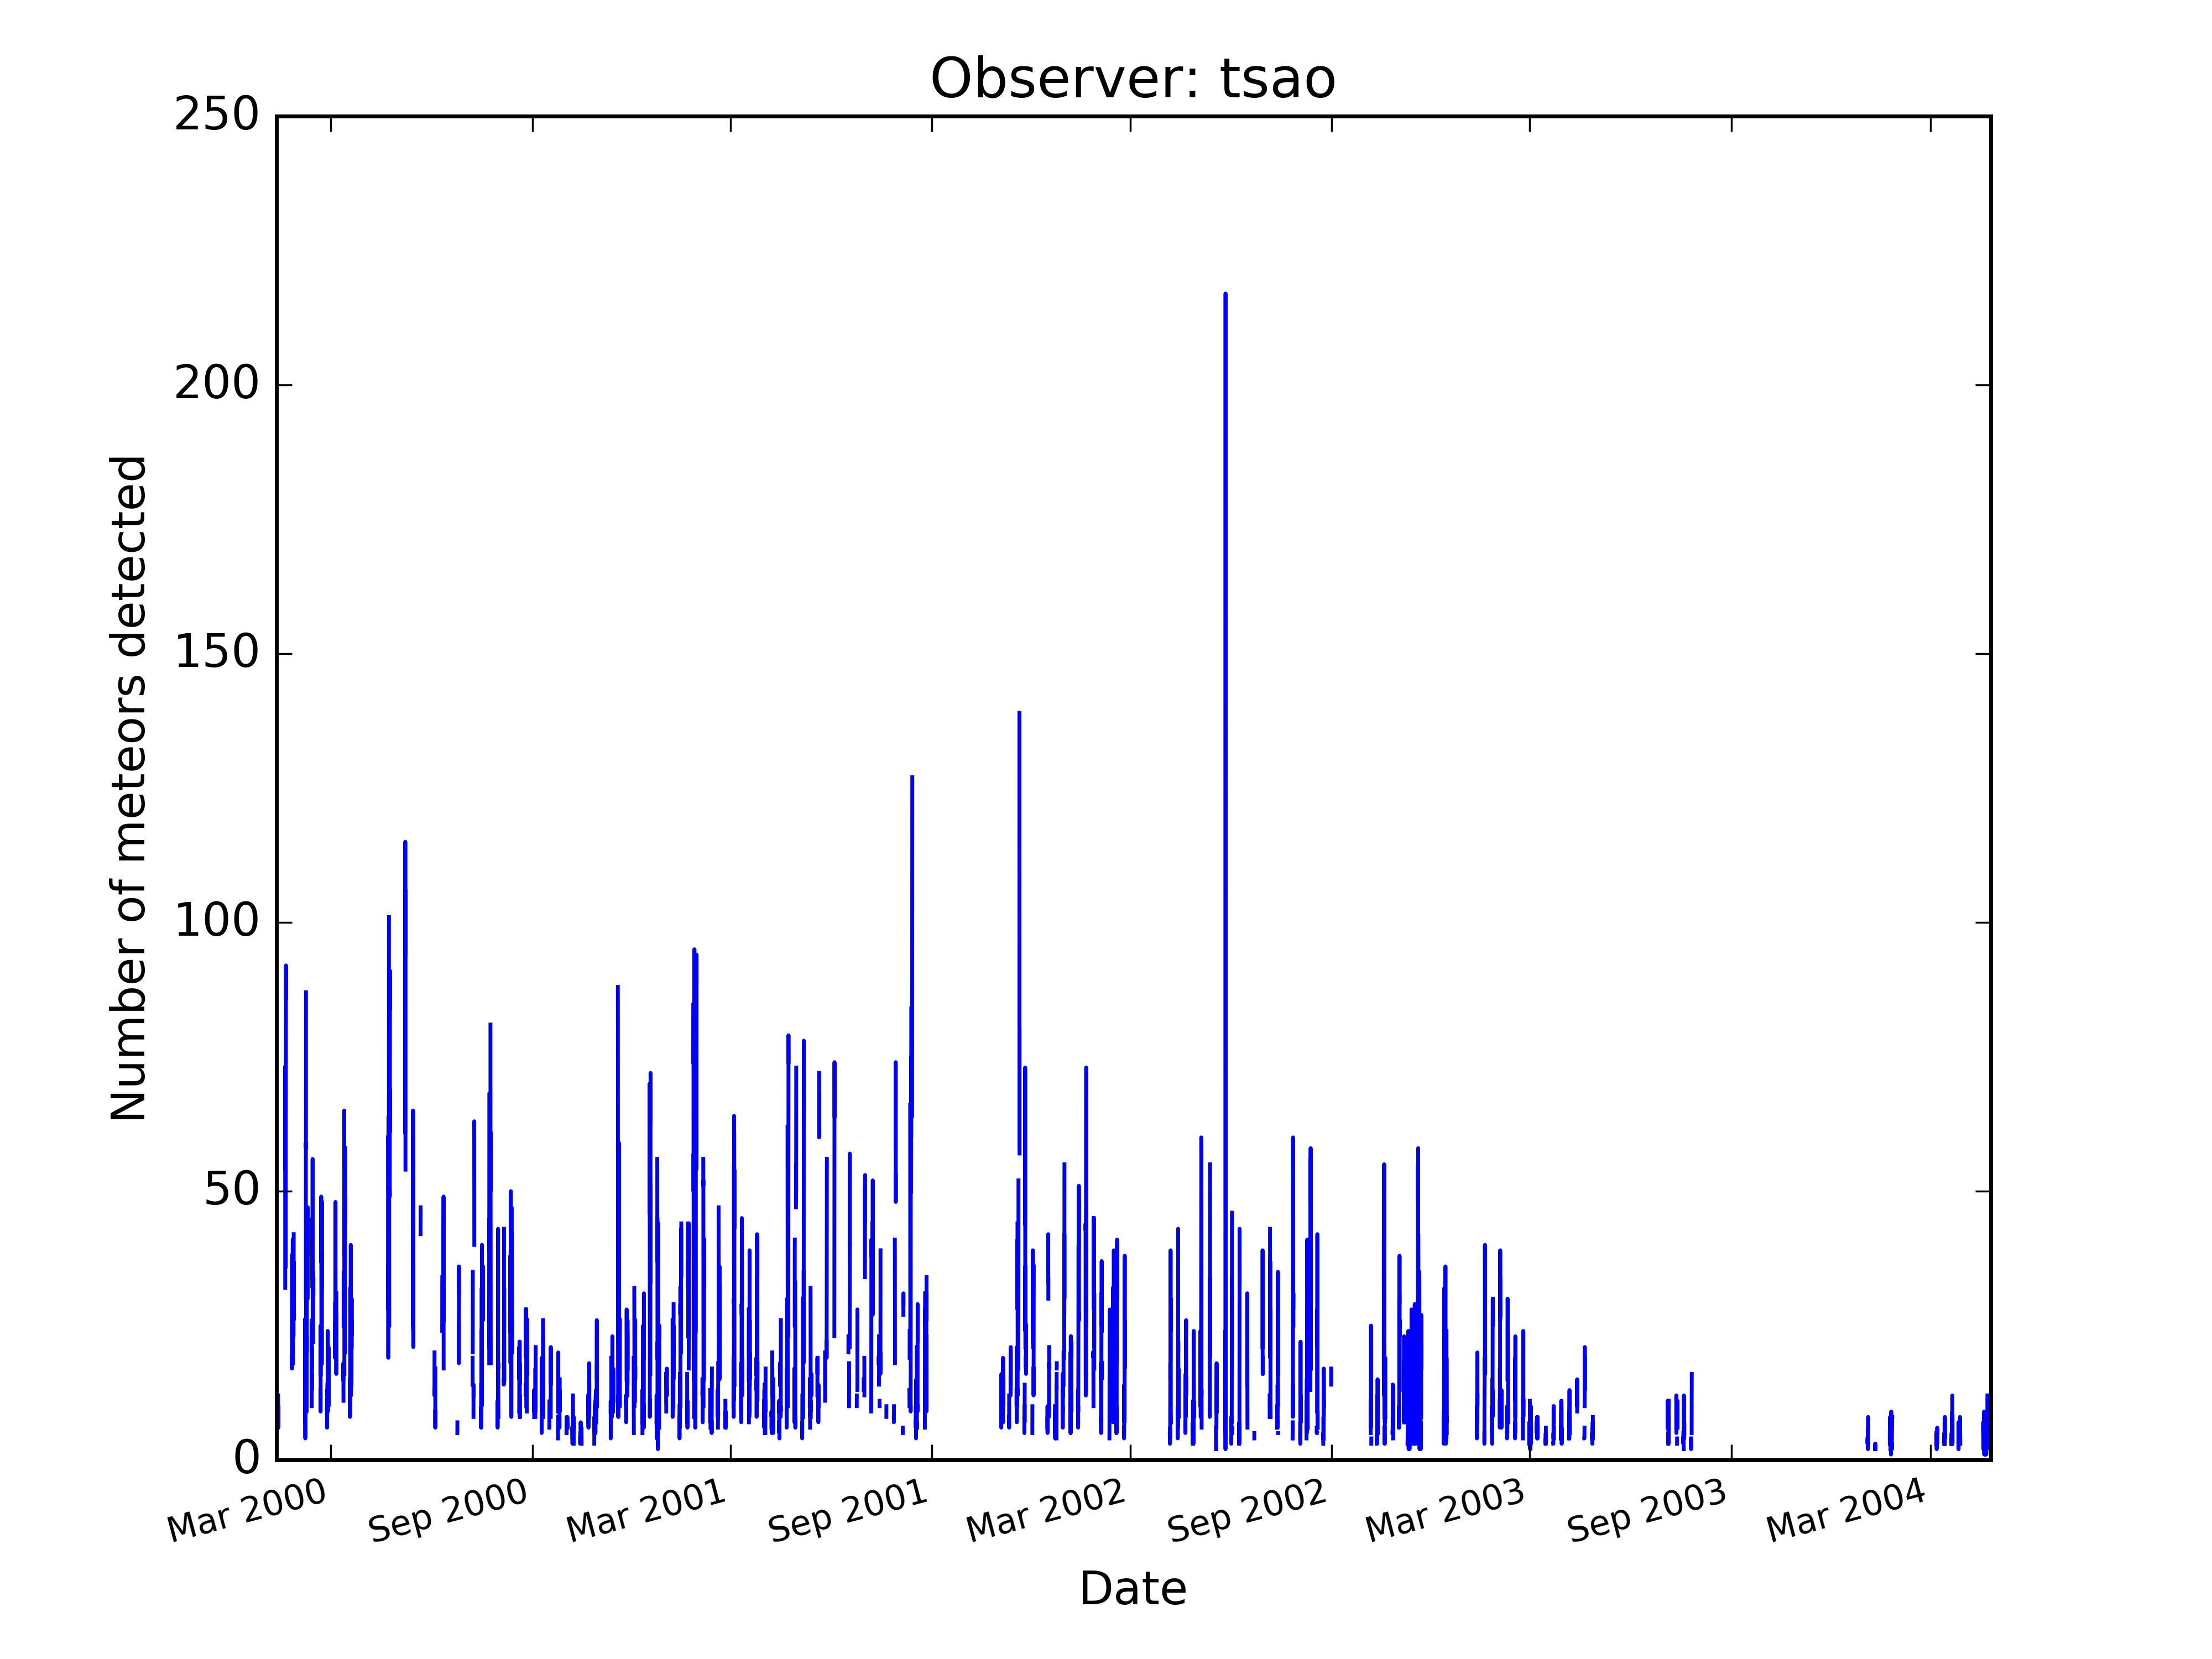 Observer: tsao
250
200
150
100
50
0
Number of meteors detected
Mar 2000
Sep 2000
Mar 2001
Sep 2001
Mar 2002
Sep 2002
Mar 2003
Sep 2003
Mar 2004
Date